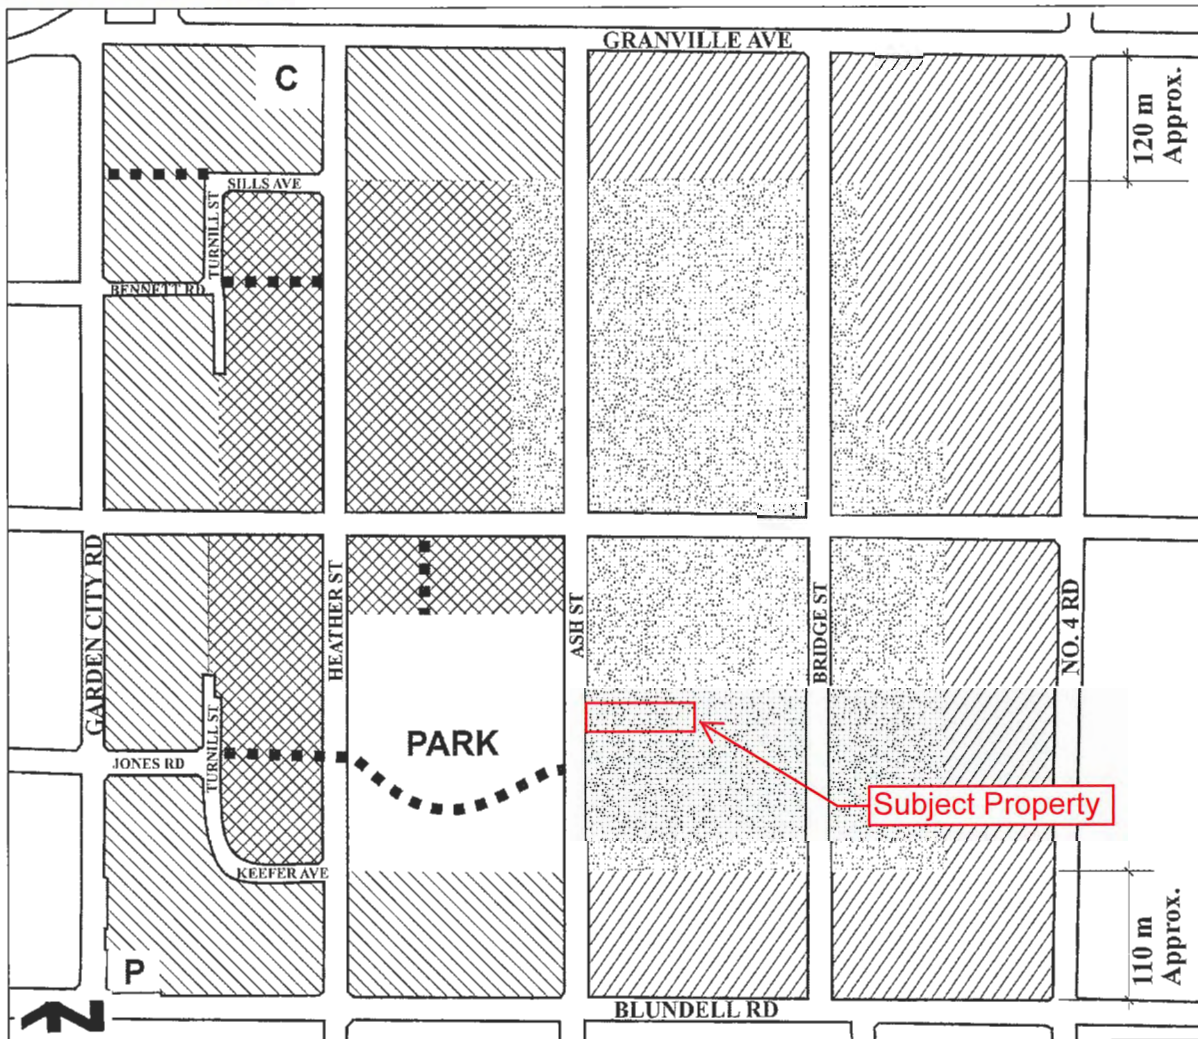 GRANVILLE AVE
C
120 m
Approx.
SILLS AVE
TURNILL ST
BENNETT RD
GARDEN CITY RD
HEATHER ST
ASH ST
BRIDGE ST
NO. 4 RD
TURNILL ST
JONES RD
PARK
Subject Property
KEEFER AVE
P
110 m
Approx.
BLUNDELL RD
N